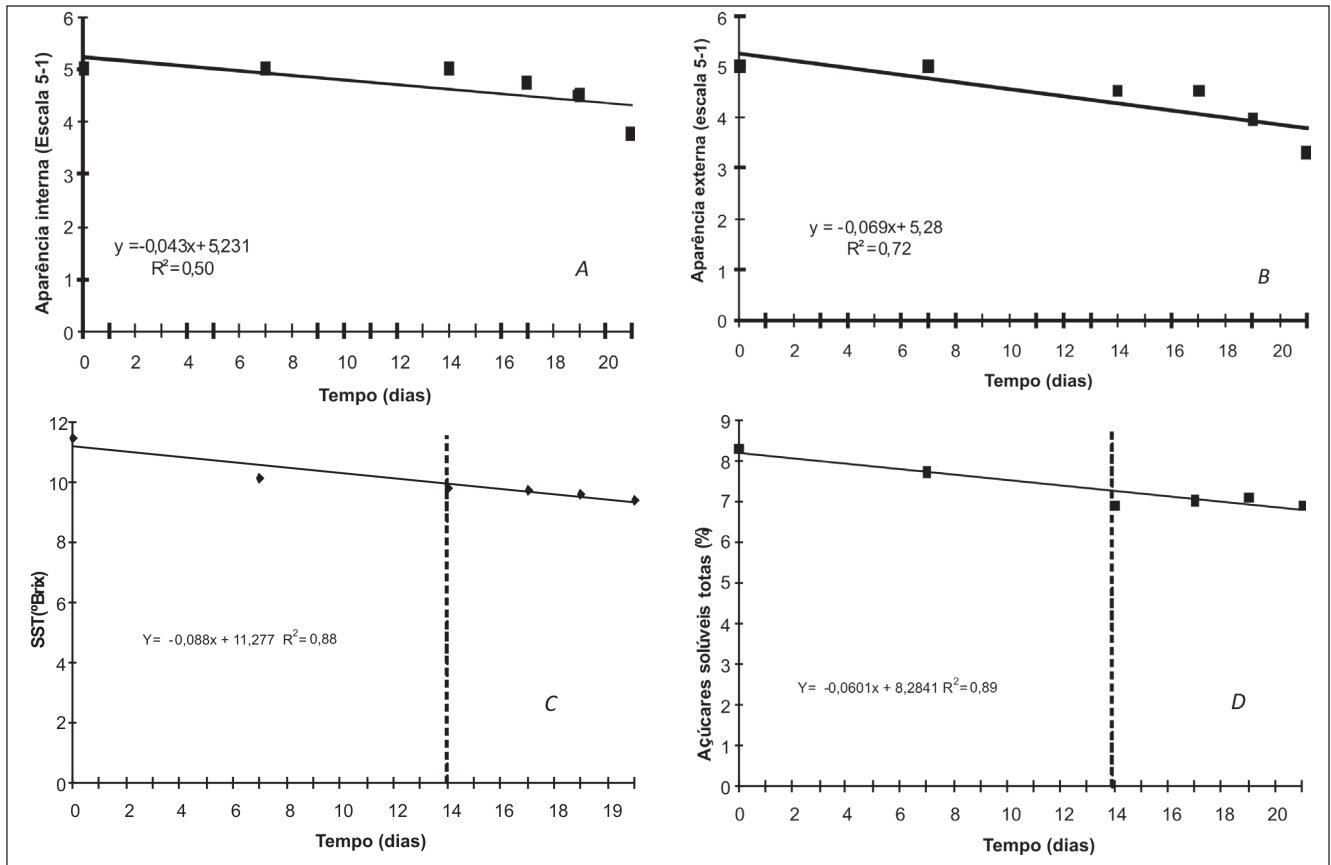 6
5
4
3
2
1
0
Aparência interna (Escala 5-1)
y =-0,043x+5,231
R²=0,50
A
0 2 4 6 8 10 12 14 16 18 20
Tempo (dias)
6
5
4
3
2
1
0
Aparência externa (escala 5-1)
y = -0,069x+ 5,28
R²= 0,72
B
0 2 4 6 8 10 12 14 16 18 20
Tempo (dias)
12
10
8
6
4
2
0
SST(ºBrix)
Y= -0,088x + 11,277 R²= 0,88
C
0 2 4 6 8 10 12 14 16 18 19
Tempo (dias)
9
8
7
6
5
4
3
2
1
0
Açúcares solúveis totas (%)
Y= -0,0601x + 8,2841 R²=0,89
D
0 2 4 6 8 10 12 14 16 18 20
Tempo (dias)